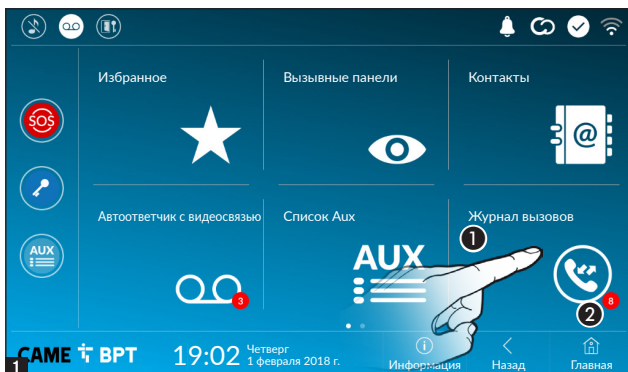 Избранное
Вызывные панели
Контакты
SOS
@
Автоответчик с видеосвязью
Список Aux
Журнал вызовов
1
AUX
AUX
3
8
2
CAME BPT
19:02
Четверг
1 февраля 2018 г.
Информация
Назад
Главная
1